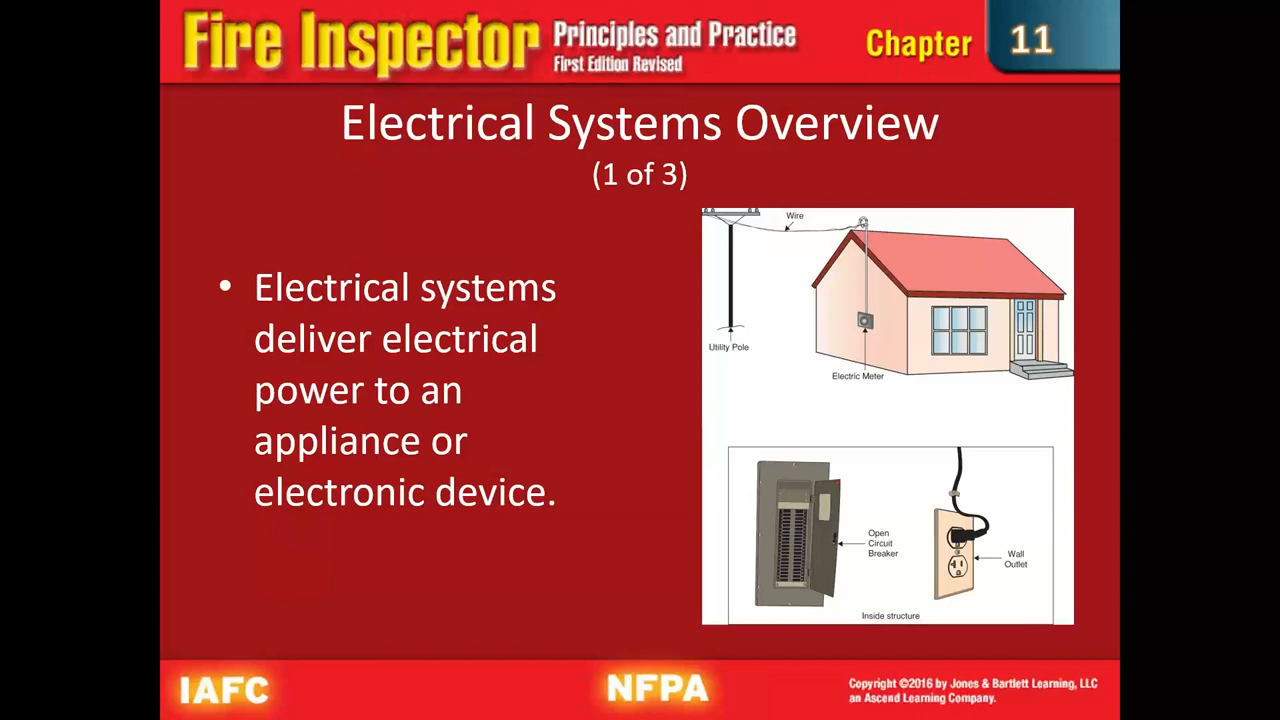 Fire Inspector
Principles and Practice
First Edition Revised
Chapter 11
Electrical Systems Overview
(1 of 3)
• Electrical systems
deliver electrical
power to an
appliance or
electronic device.
Wire
Utility Pole
Electric Meter
Open
Circuit
Breaker
Wall
Outlet
Inside structure
IAFC
NFPA
Copyright ©2016 by Jones & Bartlett Learning, LLC
an Ascend Learning Company.